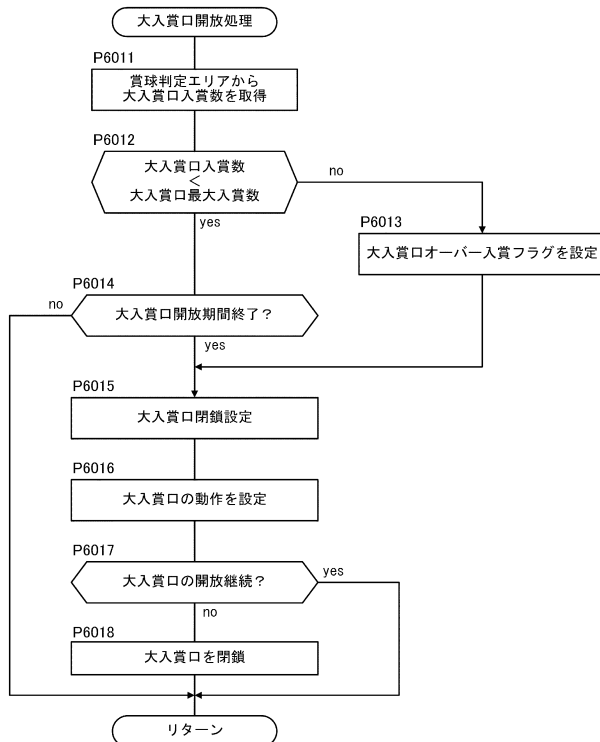 大入賞口開放処理
P6011
賞球判定エリアから
大入賞口入賞数を取得
P6012
大入賞口入賞数
<
大入賞口最大入賞数
no
yes
P6013
大入賞口オーバー入賞フラグを設定
P6014
no
大入賞口開放期間終了？
yes
P6015
大入賞口閉鎖設定
P6016
大入賞口の動作を設定
P6017
大入賞口の開放継続？
yes
no
P6018
大入賞口を閉鎖
リターン